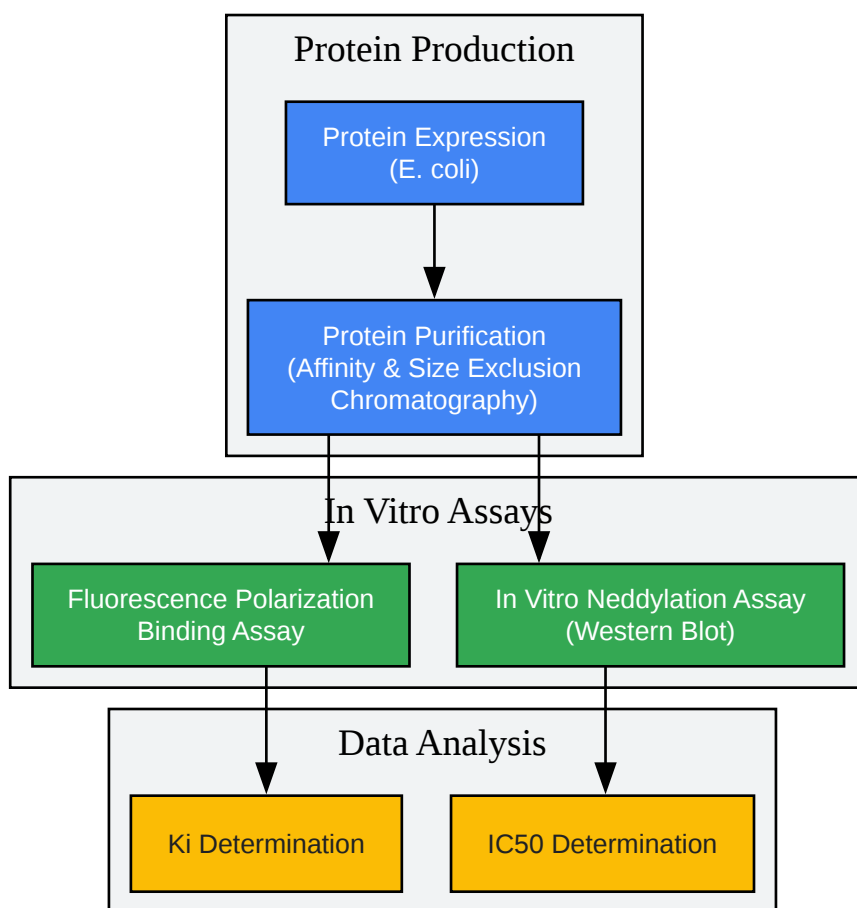 Protein Production
Protein Expression
(E. coli)
Protein Purification
(Affinity & Size Exclusion
Chromatography)
In Vitro Assays
Fluorescence Polarization
Binding Assay
In Vitro Neddylation Assay
(Western Blot)
Data Analysis
Ki Determination
IC50 Determination